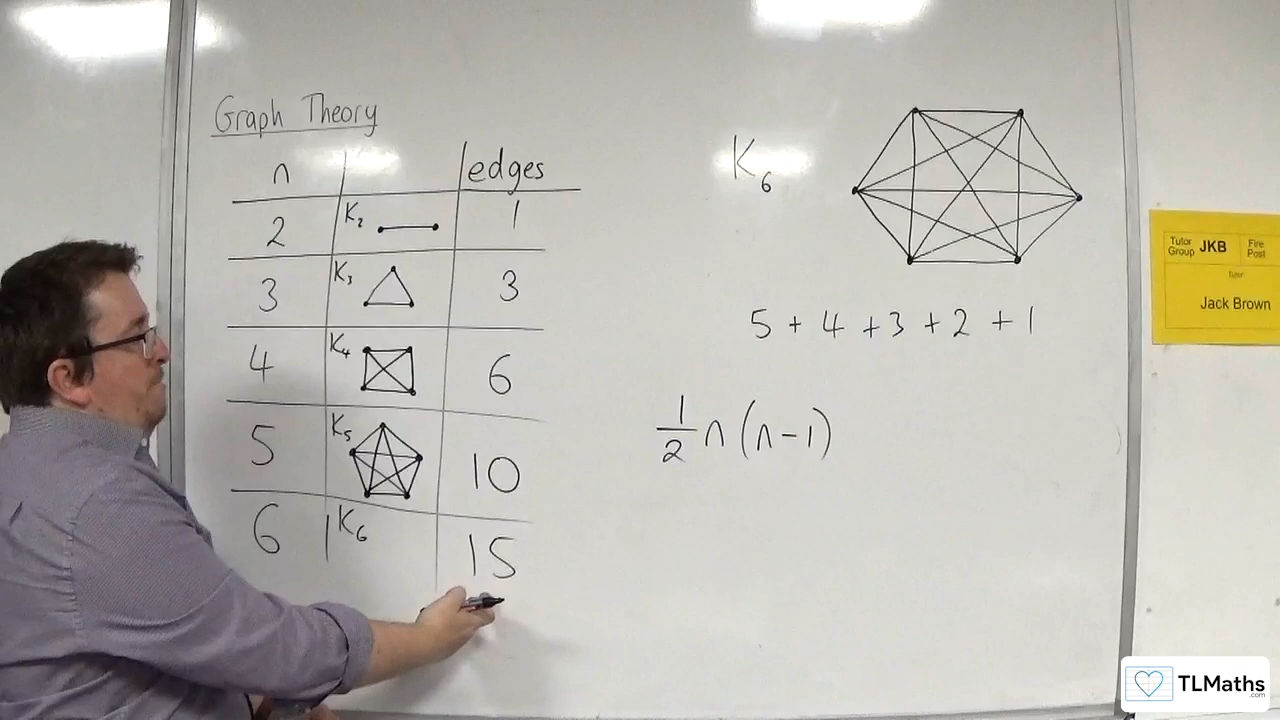 Graph Theory
n edges
2 K₂ 1
3 K₃ 3
4 K₄ 6
5 K₅ 10
6 K₆ 15
K₆
5 + 4 + 3 + 2 + 1
1/2 n (n - 1)
Tutor Group JKB Fire Post
Tutor
Jack Brown
TLMaths